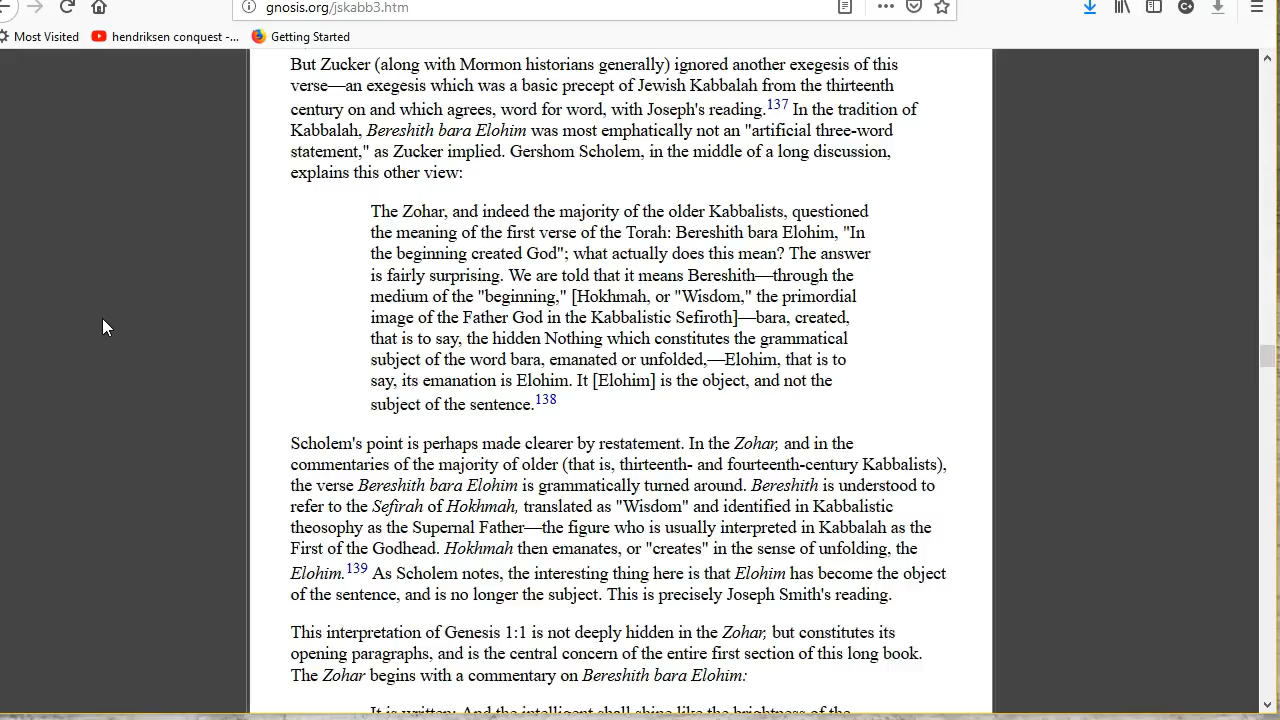 gnosis.org/jskabb3.htm
Most Visited
hendriksen conquest -...
Getting Started
But Zucker (along with Mormon historians generally) ignored another exegesis of this
verse—an exegesis which was a basic precept of Jewish Kabbalah from the thirteenth
century on and which agrees, word for word, with Joseph's reading.137 In the tradition of
Kabbalah, Bereshith bara Elohim was most emphatically not an "artificial three-word
statement," as Zucker implied. Gershom Scholem, in the middle of a long discussion,
explains this other view:
The Zohar, and indeed the majority of the older Kabbalists, questioned
the meaning of the first verse of the Torah: Bereshith bara Elohim, "In
the beginning created God"; what actually does this mean? The answer
is fairly surprising. We are told that it means Bereshith—through the
medium of the "beginning," [Hokhmah, or "Wisdom," the primordial
image of the Father God in the Kabbalistic Sefiroth]—bara, created,
that is to say, the hidden Nothing which constitutes the grammatical
subject of the word bara, emanated or unfolded,—Elohim, that is to
say, its emanation is Elohim. It [Elohim] is the object, and not the
subject of the sentence.138
Scholem's point is perhaps made clearer by restatement. In the Zohar, and in the
commentaries of the majority of older (that is, thirteenth- and fourteenth-century Kabbalists),
the verse Bereshith bara Elohim is grammatically turned around. Bereshith is understood to
refer to the Sefirah of Hokhmah, translated as "Wisdom" and identified in Kabbalistic
theosophy as the Supernal Father—the figure who is usually interpreted in Kabbalah as the
First of the Godhead. Hokhmah then emanates, or "creates" in the sense of unfolding, the
Elohim.139 As Scholem notes, the interesting thing here is that Elohim has become the object
of the sentence, and is no longer the subject. This is precisely Joseph Smith's reading.
This interpretation of Genesis 1:1 is not deeply hidden in the Zohar, but constitutes its
opening paragraphs, and is the central concern of the entire first section of this long book.
The Zohar begins with a commentary on Bereshith bara Elohim:
It is written: And the intelligent shall shine like the brightness of the